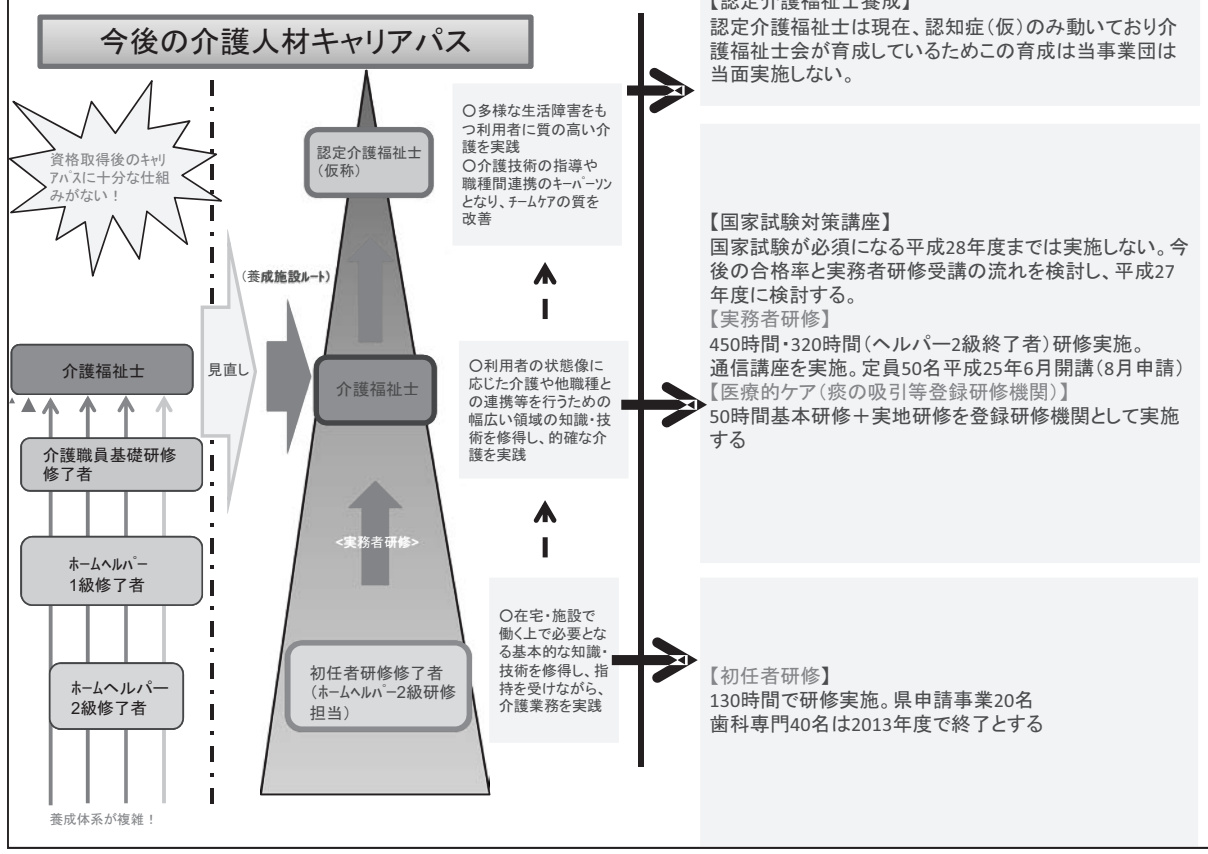 今後の介護人材キャリアパス
資格取得後のｷｬﾘ
ｱﾊﾟｽに十分な仕組
みがない！
介護福祉士
介護職員基礎研修
修了者
ﾎｰﾑﾍﾙﾊﾟｰ
1級修了者
ﾎｰﾑヘルパー
2級修了者
養成体系が複雑！
見直し
(養成施設ﾙｰﾄ)
認定介護福祉士
(仮称)
介護福祉士
<実務者研修>
初任者研修修了者
(ﾎｰﾑﾍﾙﾊﾟｰ2級研修
担当)
○多様な生活障害をも
つ利用者に質の高い介
護を実践
○介護技術の指導や
職種間連携のｷｰﾊﾟｰｿﾝ
となり、ﾁｰﾑｹｱの質を
改善
○利用者の状態像に
応じた介護や他職種と
の連携等を行うための
幅広い領域の知識・技
術を修得し、的確な介
護を実践
○在宅・施設で
働く上で必要とな
る基本的な知識・
技術を修得し、指
持を受けながら、
介護業務を実践
【認定介護福祉士養成】
認定介護福祉士は現在、認知症(仮)のみ動いており介
護福祉士会が育成しているためこの育成は当事業団は
当面実施しない。
【国家試験対策講座】
国家試験が必須になる平成28年度までは実施しない。今
後の合格率と実務者研修受講の流れを検討し、平成27
年度に検討する。
【実務者研修】
450時間・320時間(ヘルパー2級終了者)研修実施。
通信講座を実施。定員50名平成25年6月開講(8月申請)
【医療的ケア(痰の吸引等登録研修機関)】
50時間基本研修＋実地研修を登録研修機関として実施
する
【初任者研修】
130時間で研修実施。県申請事業20名
歯科専門40名は2013年度で終了とする